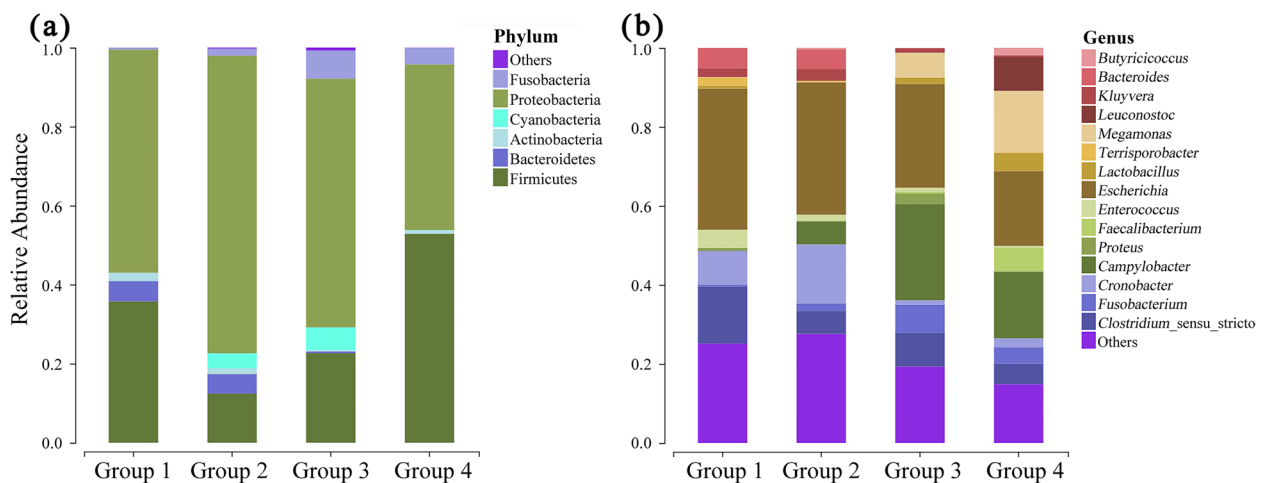 (a)
Relative Abundance
1.0
0.8
0.6
0.4
0.2
0.0
Group 1 Group 2 Group 3 Group 4
Phylum
Others
Fusobacteria
Proteobacteria
Cyanobacteria
Actinobacteria
Bacteroidetes
Firmicutes
(b)
1.0
0.8
0.6
0.4
0.2
0.0
Group 1 Group 2 Group 3 Group 4
Genus
Butyricicoccus
Bacteroides
Kluyvera
Leuconostoc
Megamonas
Terrisporobacter
Lactobacillus
Escherichia
Enterococcus
Faecalibacterium
Proteus
Campylobacter
Cronobacter
Fusobacterium
Clostridium_sensu_stricto
Others